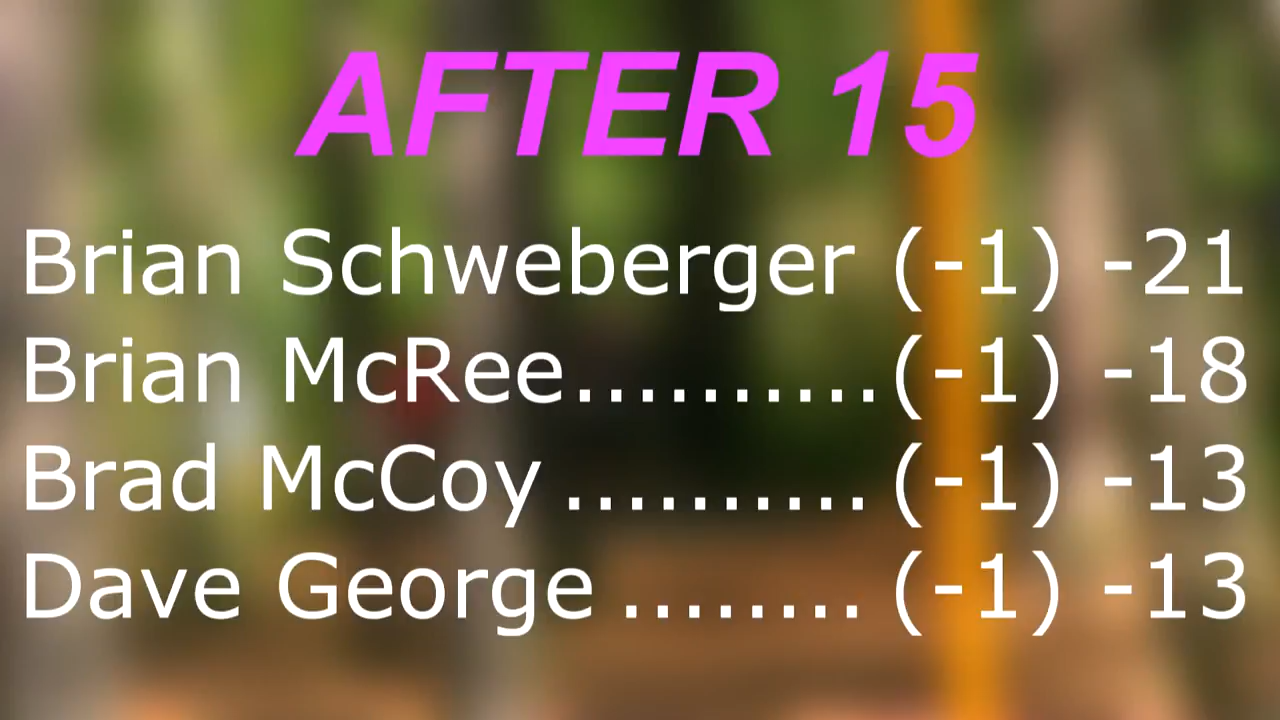 AFTER 15
Brian Schweberger (-1) -21
Brian McRee..........(-1) -18
Brad McCoy .......... (-1) -13
Dave George ........ (-1) -13